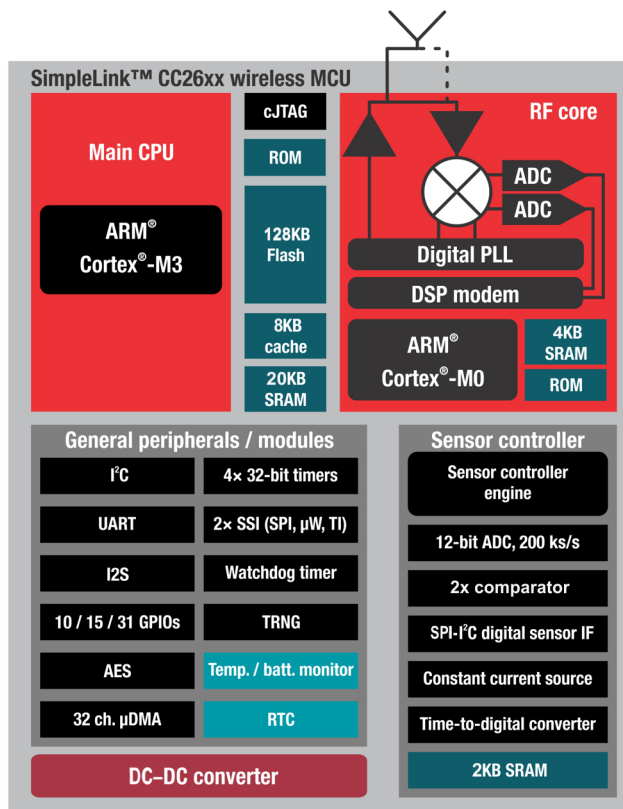 SimpleLink™ CC26xx wireless MCU
Main CPU
ARM®
Cortex®-M3
cJTAG
ROM
128KB
Flash
8KB
cache
20KB
SRAM
RF core
ADC
ADC
Digital PLL
DSP modem
ARM®
Cortex®-M0
4KB
SRAM
ROM
General peripherals / modules
I²C
4× 32-bit timers
UART
2× SSI (SPI, µW, TI)
I2S
Watchdog timer
10 / 15 / 31 GPIOs
TRNG
AES
Temp. / batt. monitor
32 ch. µDMA
RTC
Sensor controller
Sensor controller
engine
12-bit ADC, 200 ks/s
2x comparator
SPI-I²C digital sensor IF
Constant current source
Time-to-digital converter
2KB SRAM
DC–DC converter